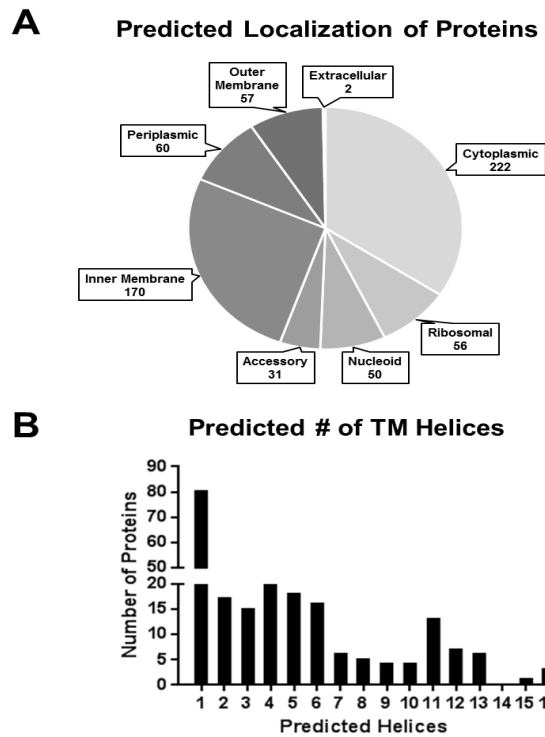 A
Predicted Localization of Proteins
Outer
Membrane
57
Extracellular
2
Periplasmic
60
Cytoplasmic
222
Inner Membrane
170
Ribosomal
56
Accessory
31
Nucleoid
50
B
Predicted # of TM Helices
Number of Proteins
90
80
70
60
50
20
15
10
5
0
1 2 3 4 5 6 7 8 9 10 11 12 13 14 15
Predicted Helices